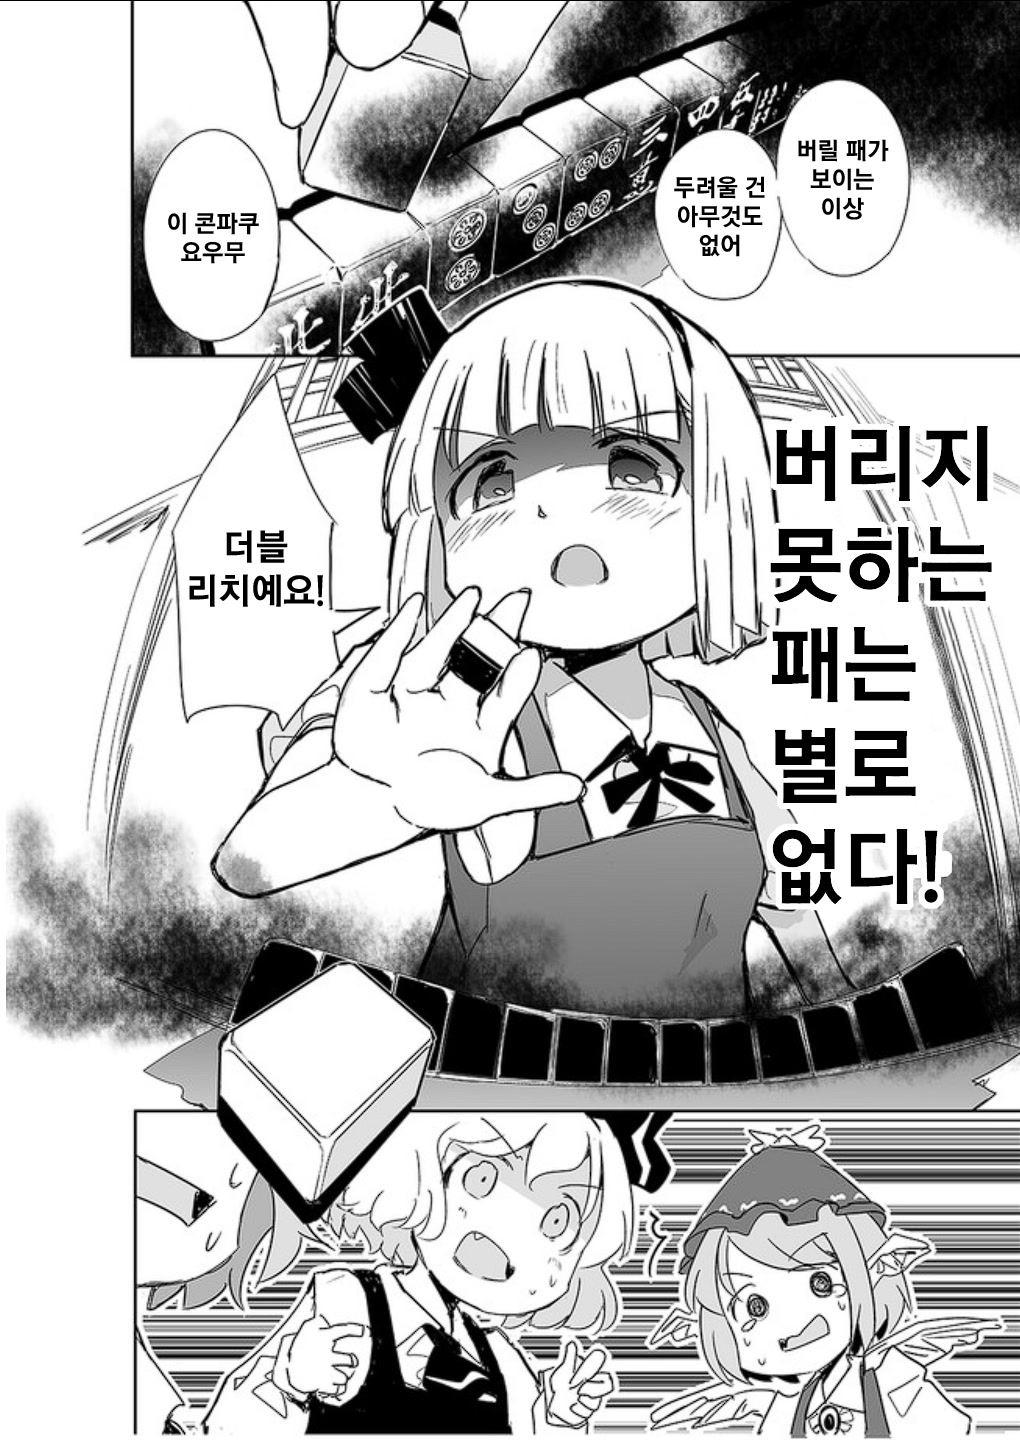 버릴 패가
보이는
이상
두려울 건
아무것도
없어
이 콘파쿠
요우무
버리지
못하는
패는
별로
없다!
더블
리치예요!